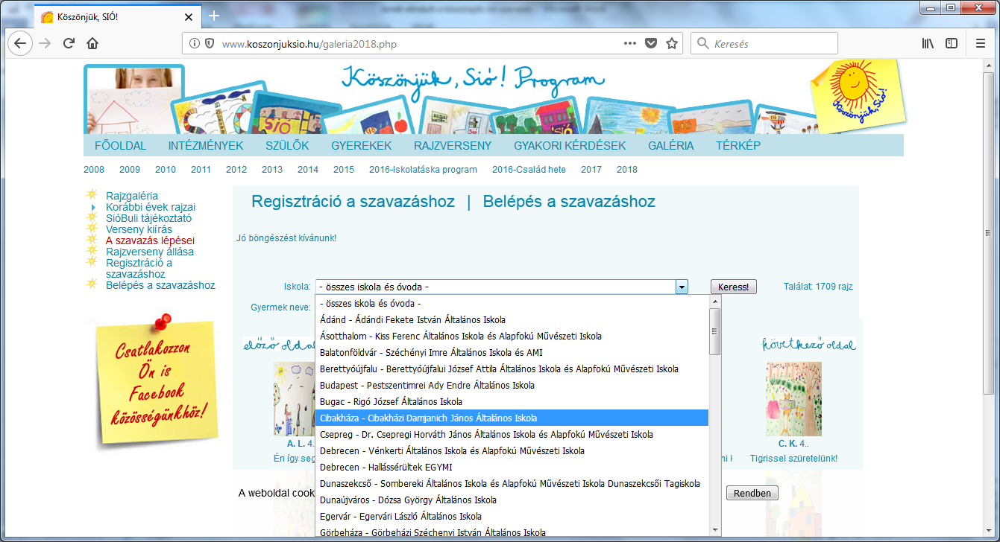 Köszönjük, SIÓ!
www.koszonjuksio.hu/galeria2018.php
Keresés
Köszönjük, Sió! Program
SIÓ
Köszönjük, Sió!
FŐOLDAL INTÉZMÉNYEK SZÜLŐK GYEREKEK RAJZVERSENY GYAKORI KÉRDÉSEK GALÉRIA TÉRKÉP
2008 2009 2010 2011 2012 2013 2014 2015 2016-Iskolatáska program 2016-Család hete 2017 2018
Rajzgaléria
Korábbi évek rajzai
SióBuli tájékoztató
Verseny kiírás
A szavazás lépései
Rajzverseny állása
Regisztráció a
szavazáshoz
Belépés a szavazáshoz
Csatlakozzon
Ön is
Facebook
közösségünkhöz!
Regisztráció a szavazáshoz | Belépés a szavazáshoz
Jó böngészést kívánunk!
Iskola: - összes iskola és óvoda - Keress! Találat: 1709 rajz
Gyermek neve:
- összes iskola és óvoda -
Ádánd - Ádándi Fekete István Általános Iskola
Ásotthalom - Kiss Ferenc Általános Iskola és Alapfokú Művészeti Iskola
Balatonföldvár - Széchényi Imre Általános Iskola és AMI
Berettyóújfalu - Berettyóújfalui József Attila Általános Iskola és Alapfokú Művészeti Iskola
Budapest - Pestszentimrei Ady Endre Általános Iskola
Bugac - Rigó József Általános Iskola
Cibakháza - Cibakházi Damjanich János Általános Iskola
Csepreg - Dr. Csepregi Horváth János Általános Iskola és Alapfokú Művészeti Iskola
Debrecen - Vénkerti Általános Iskola és Alapfokú Művészeti Iskola
Debrecen - Hallássérültek EGYMI
Dunaszekcső - Sombereki Általános Iskola és Alapfokú Művészeti Iskola Dunaszekcsői Tagiskola
Dunaújváros - Dózsa György Általános Iskola
Egervár - Egervári László Általános Iskola
Görbeháza - Görbeházi Széchenyi István Általános Iskola
előző oldal
következő oldal
A. L. 4.
Én így seg
C. K. 4..
Tigrissel szüretelünk!
A weboldal cook
Rendben